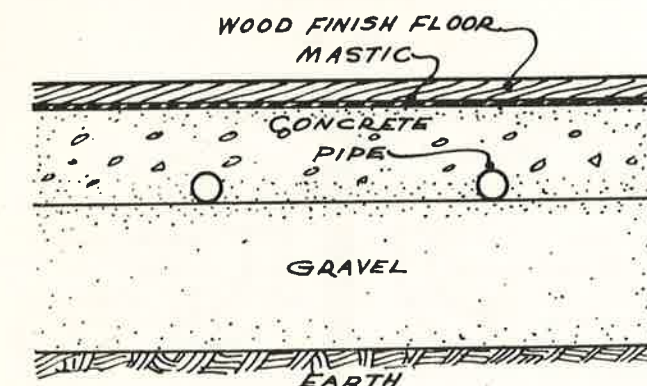 WOOD FINISH FLOOR
MASTIC
CONCRETE
PIPE
GRAVEL
EARTH